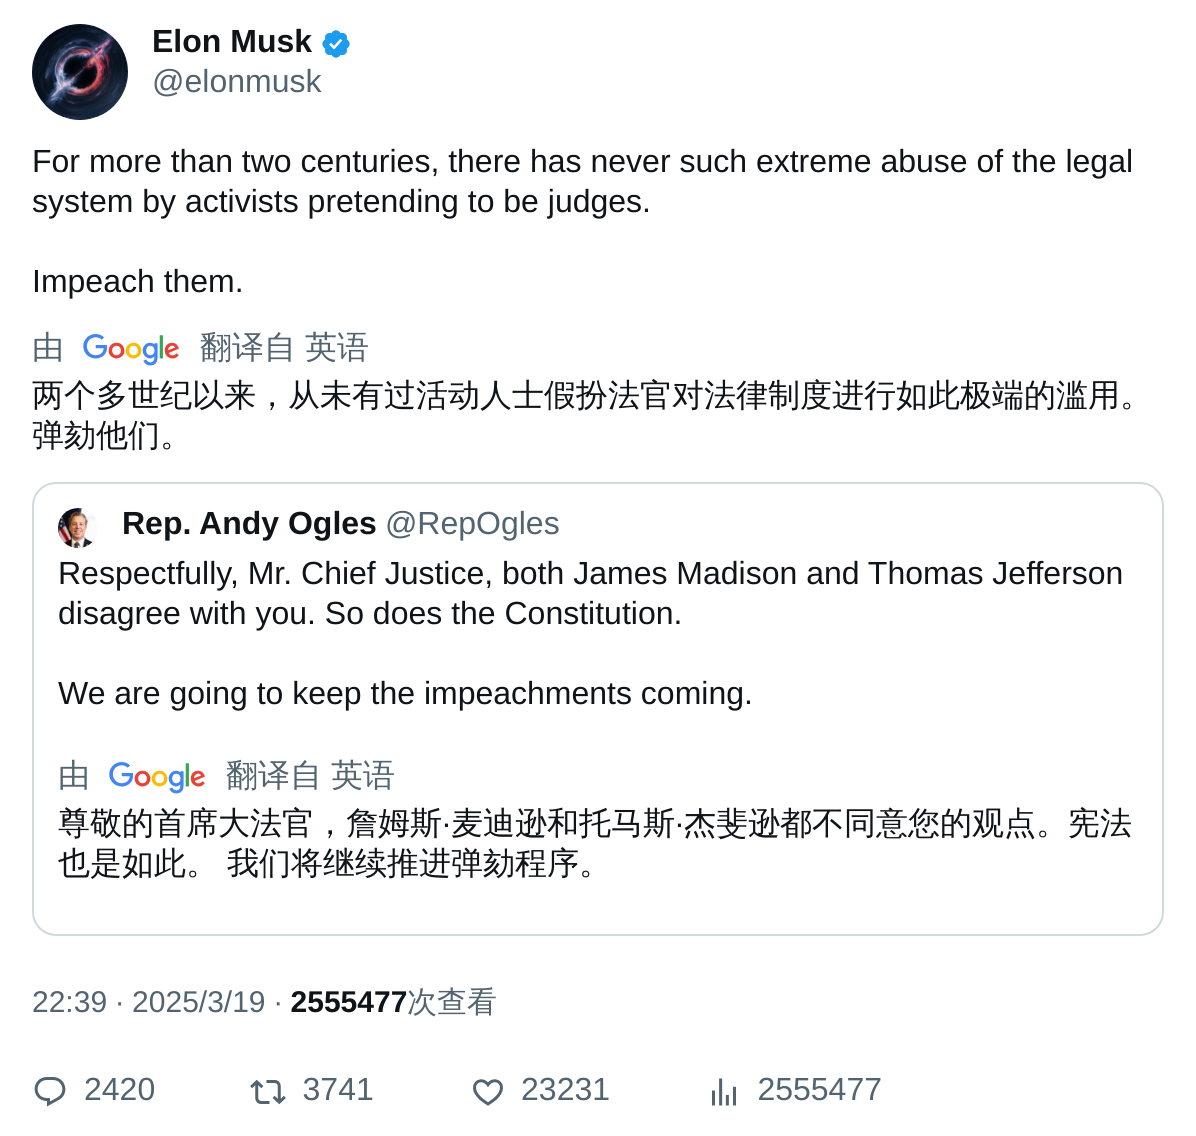 Elon Musk
@elonmusk
For more than two centuries, there has never such extreme abuse of the legal
system by activists pretending to be judges.
Impeach them.
由 Google 翻译自 英语
两个多世纪以来，从未有过活动人士假扮法官对法律制度进行如此极端的滥用。
弹劾他们。
Rep. Andy Ogles @RepOgles
Respectfully, Mr. Chief Justice, both James Madison and Thomas Jefferson
disagree with you. So does the Constitution.
We are going to keep the impeachments coming.
由 Google 翻译自 英语
尊敬的首席大法官，詹姆斯·麦迪逊和托马斯·杰斐逊都不同意您的观点。宪法
也是如此。 我们将继续推进弹劾程序。
22:39 · 2025/3/19 · 2555477次查看
2420 3741 23231 2555477